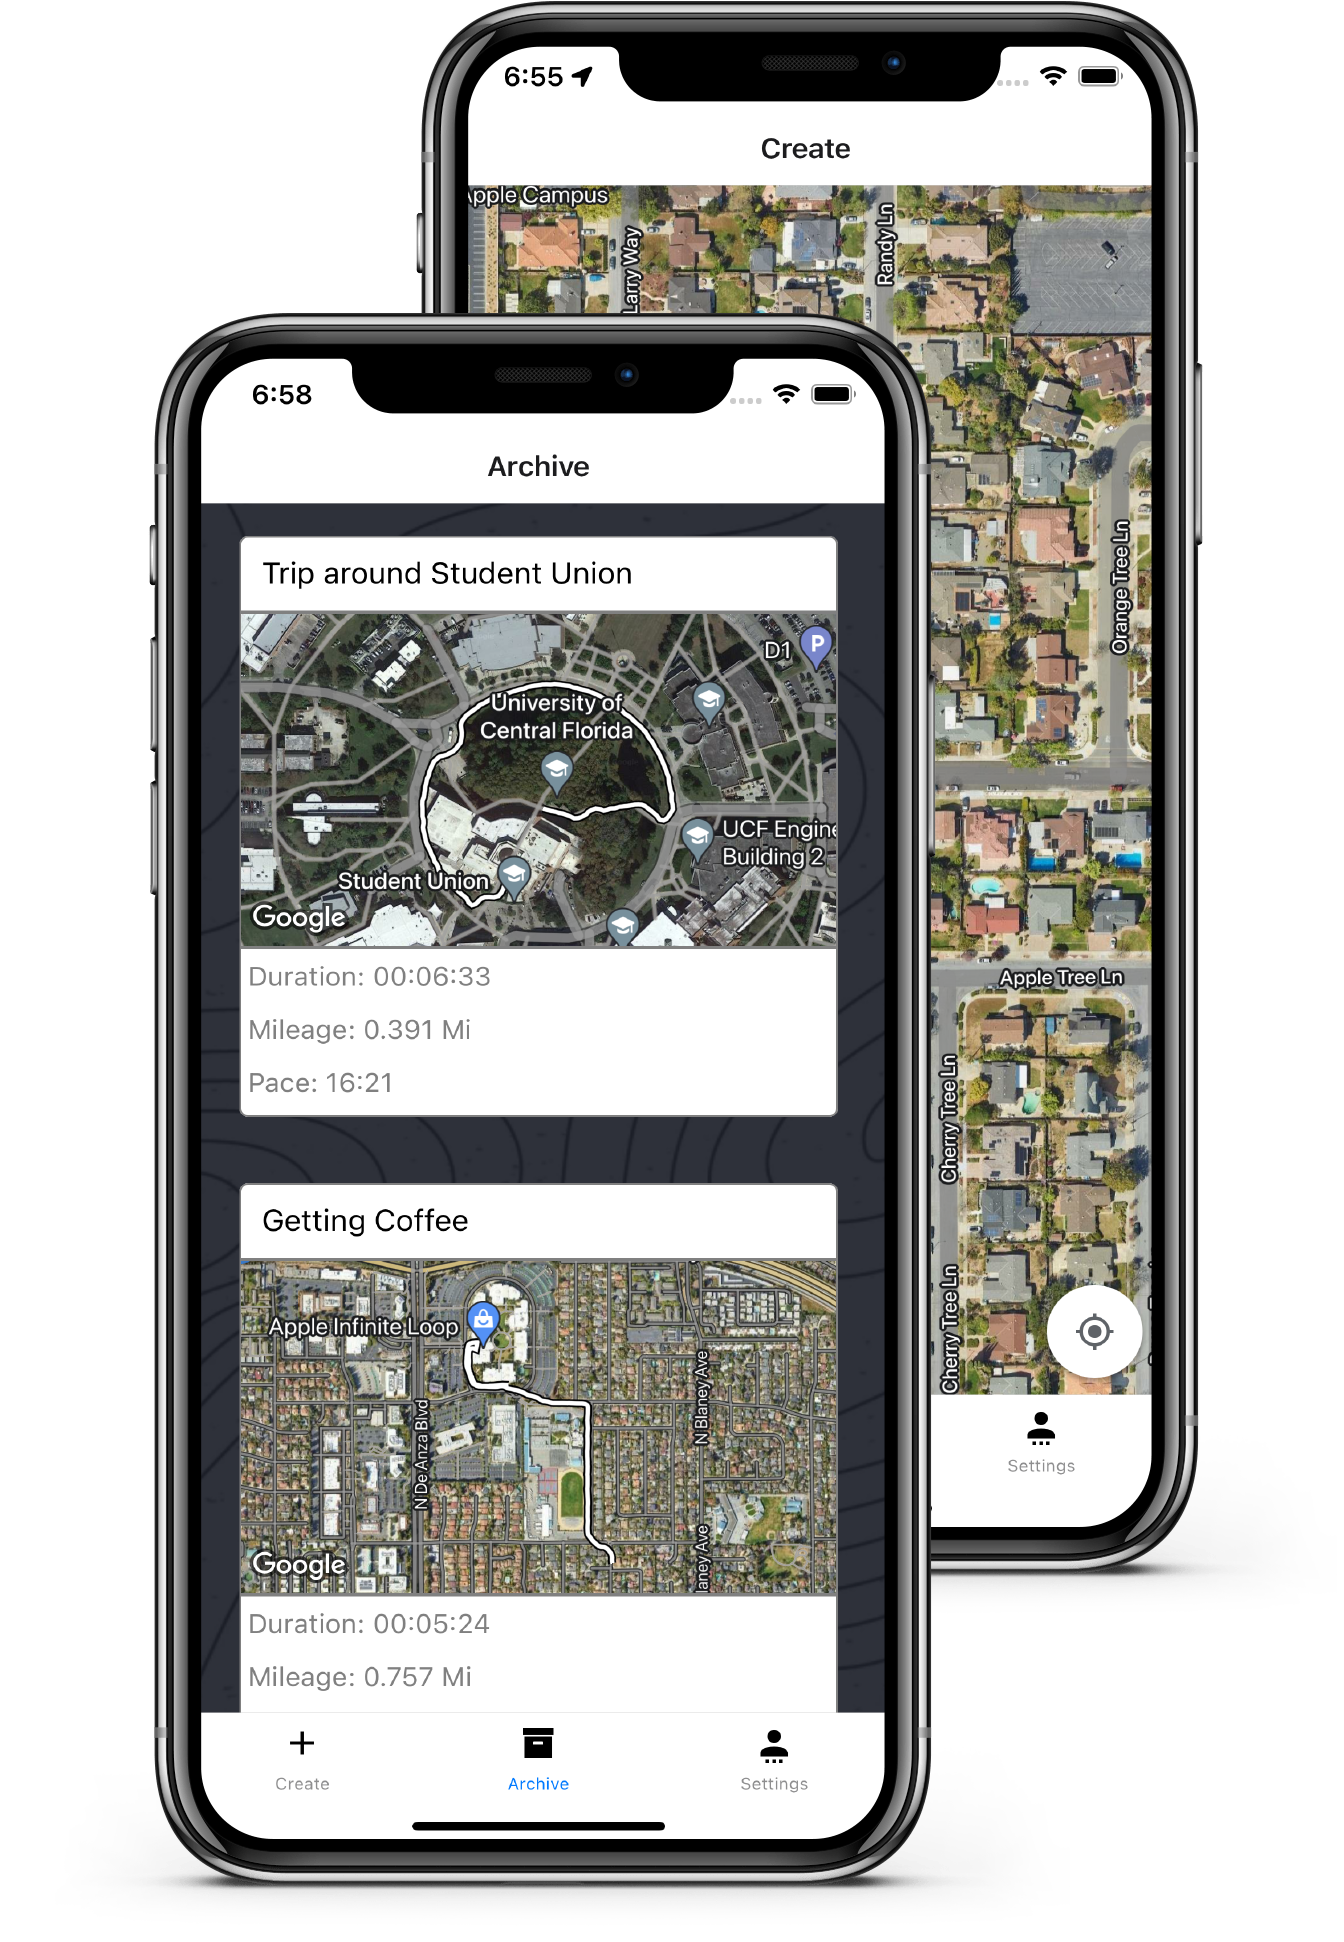 6:55
Create
Apple Campus
Larry Way
Randy Ln
Orange Tree Ln
Apple Tree Ln
Cherry Tree Ln
Cherry Tree Ln
Settings
6:58
Archive
Trip around Student Union
D1
P
University of
Central Florida
UCF Engine
Building 2
Student Union
Google
Duration: 00:06:33
Mileage: 0.391 Mi
Pace: 16:21
Getting Coffee
Apple Infinite Loop
N De Anza Blvd
N Blaney Ave
laney Ave
Google
Duration: 00:05:24
Mileage: 0.757 Mi
Create
Archive
Settings